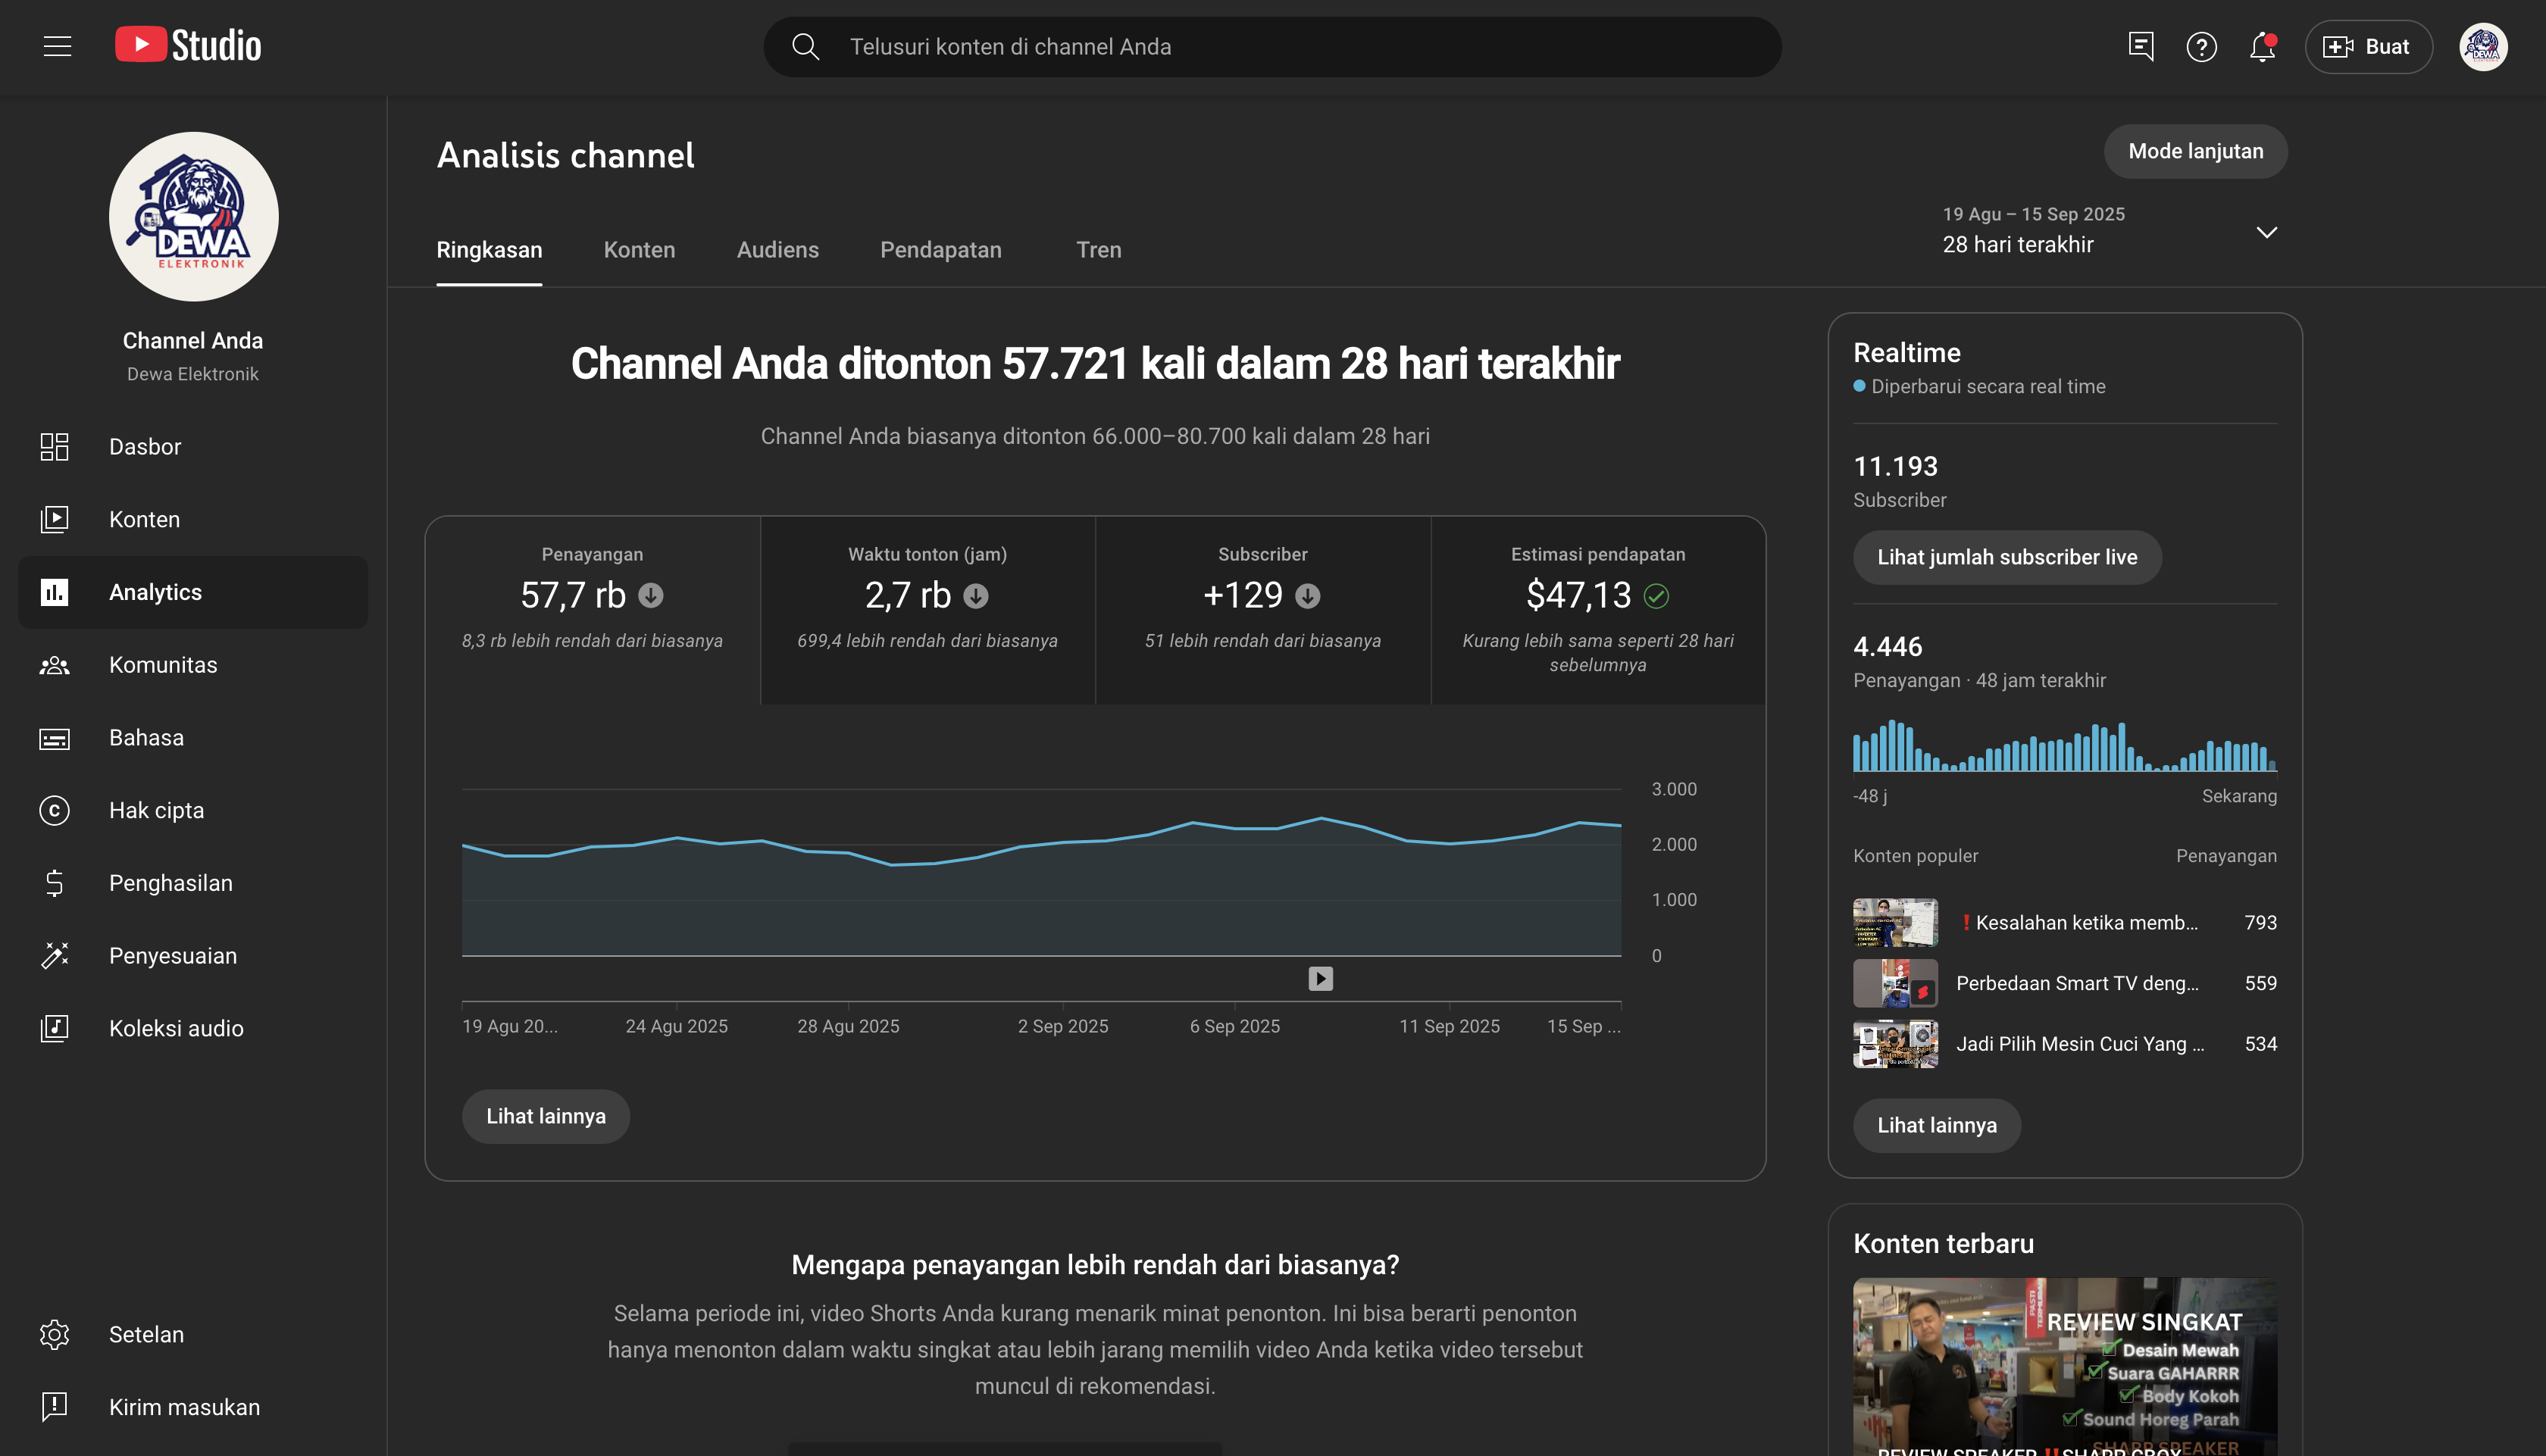 Studio
Telusuri konten di channel Anda
Buat
DEWA
ELEKTRONIK
Channel Anda
Dewa Elektronik
Dasbor
Konten
Analytics
Komunitas
Bahasa
Hak cipta
Penghasilan
Penyesuaian
Koleksi audio
Setelan
Kirim masukan
Analisis channel
Mode lanjutan
Ringkasan
Konten
Audiens
Pendapatan
Tren
19 Agu – 15 Sep 2025
28 hari terakhir
Channel Anda ditonton 57.721 kali dalam 28 hari terakhir
Channel Anda biasanya ditonton 66.000–80.700 kali dalam 28 hari
Penayangan
57,7 rb
8,3 rb lebih rendah dari biasanya
Waktu tonton (jam)
2,7 rb
699,4 lebih rendah dari biasanya
Subscriber
+129
51 lebih rendah dari biasanya
Estimasi pendapatan
$47,13
Kurang lebih sama seperti 28 hari
sebelumnya
3.000
2.000
1.000
0
19 Agu 20...
24 Agu 2025
28 Agu 2025
2 Sep 2025
6 Sep 2025
11 Sep 2025
15 Sep ...
Lihat lainnya
Mengapa penayangan lebih rendah dari biasanya?
Selama periode ini, video Shorts Anda kurang menarik minat penonton. Ini bisa berarti penonton
hanya menonton dalam waktu singkat atau lebih jarang memilih video Anda ketika video tersebut
muncul di rekomendasi.
Realtime
Diperbarui secara real time
11.193
Subscriber
Lihat jumlah subscriber live
4.446
Penayangan · 48 jam terakhir
-48 j
Sekarang
Konten populer
Penayangan
❗Kesalahan ketika memb...
793
Perbedaan Smart TV deng...
559
Jadi Pilih Mesin Cuci Yang ...
534
Lihat lainnya
Konten terbaru
REVIEW SINGKAT
Desain Mewah
Suara GAHARRR
Body Kokoh
Sound Horeg Parah
SHARP SPEAKER
REVIEW SPEAKER ‼️SHARP CBOX